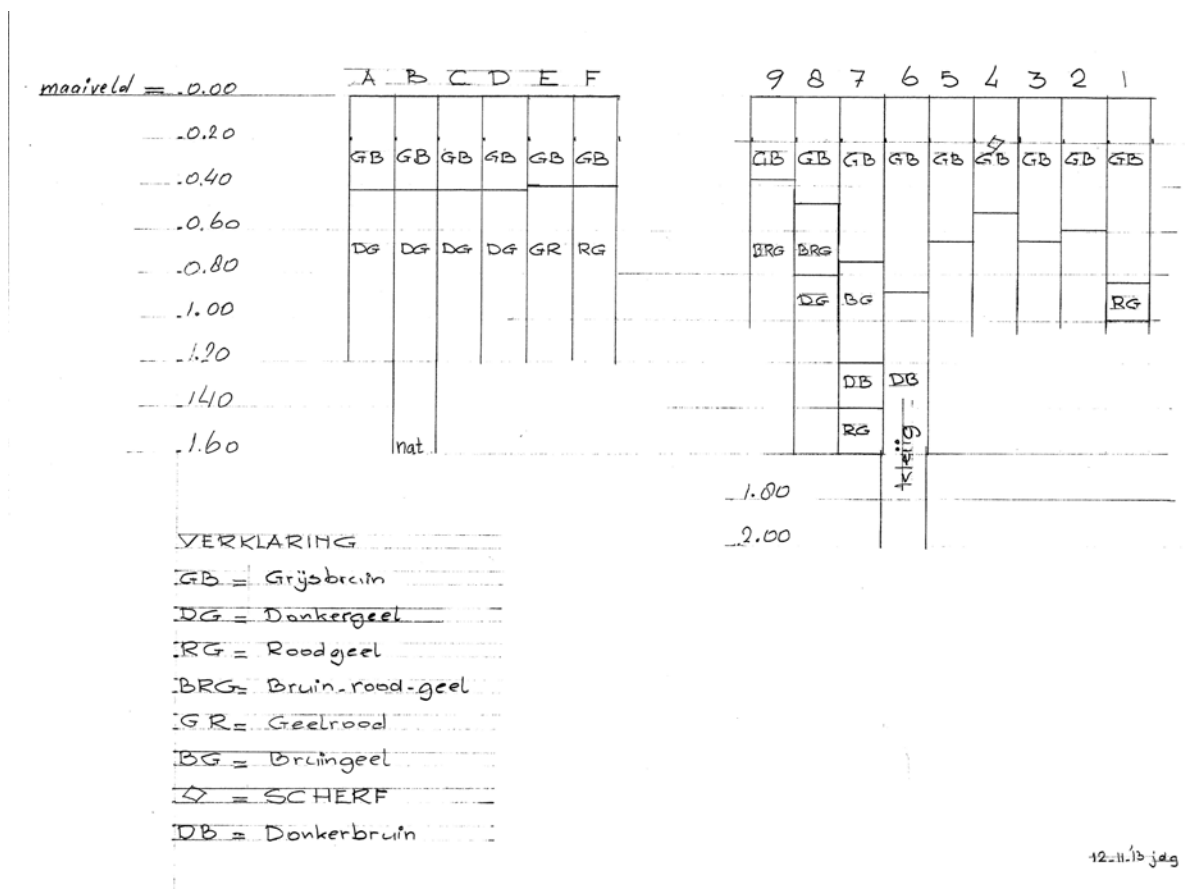 A B C D E F 9 8 7 6 5 4 3 2 1
maaiveld = .0.00
.0.20
GB GB GB GB GB GB GB GB GB GB GB GB GB GB GB
.0.40
.0.60
DG DG DG DG GR RG BRG BRG
.0.80
DG BG RG
.1.00
.1.20
DB DB
.1.40
RG
.1.60 nat kleïïg
.1.80
.2.00
VERKLARING
GB = Grijsbruin
DG = Donkergeel
RG = Roodgeel
BRG = Bruin-rood-geel
GR = Geelrood
BG = Bruingeel
= SCHERF
DB = Donkerbruin
12.11.'13 jdg